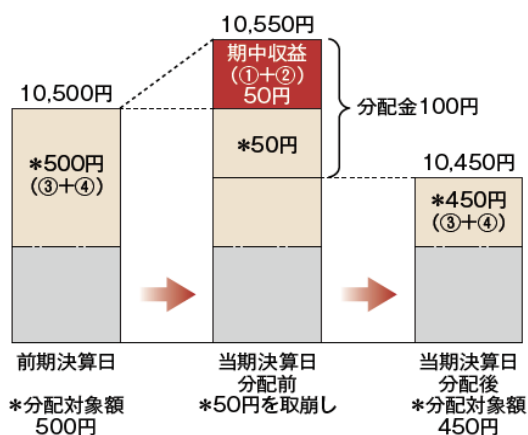 10,550円
期中収益
(①+②)
50円
10,500円
分配金100円
*500円
(③+④)
*50円
10,450円
*450円
(③+④)
前期決算日
*分配対象額
500円
当期決算日
分配前
*50円を取崩し
当期決算日
分配後
*分配対象額
450円